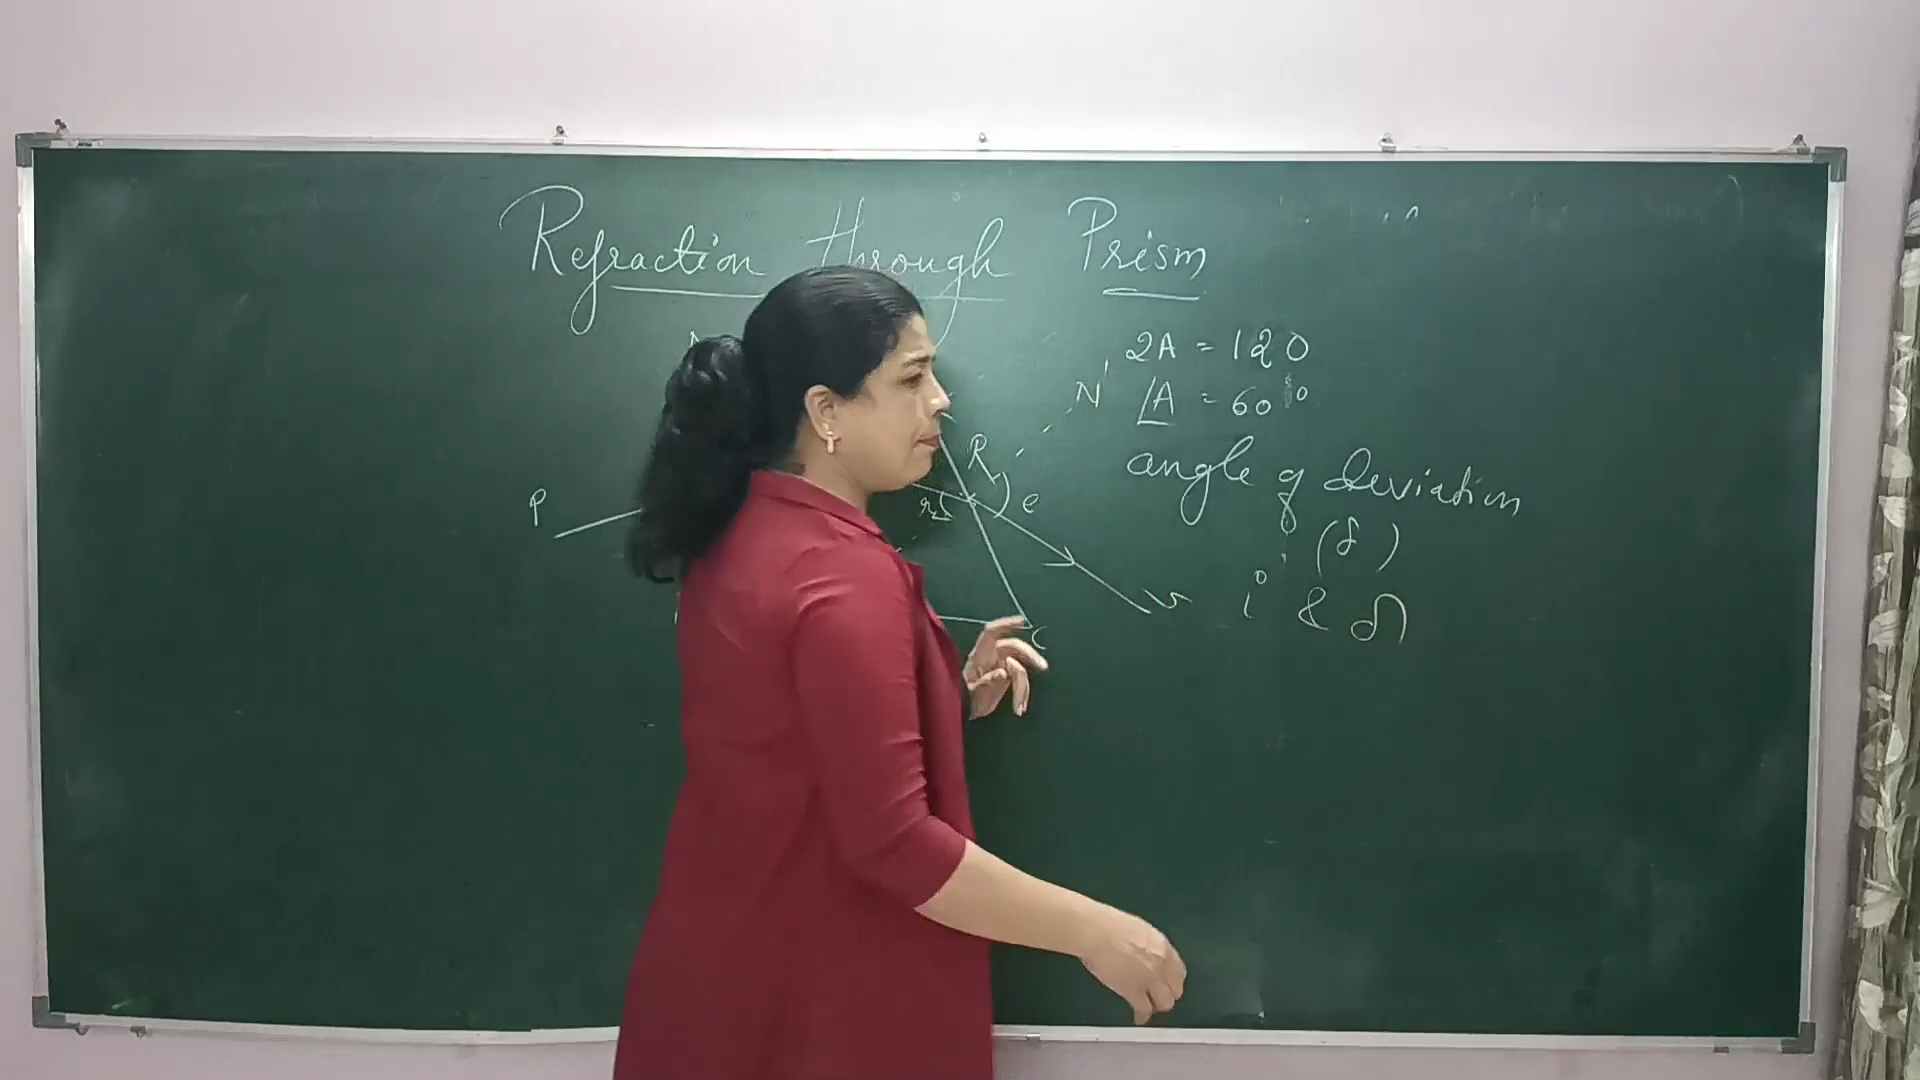 Refraction through Prism
2A = 120
N' ∠A = 60°
angle of deviation
(δ)
i & δ
P
R
r₂
e
S
C